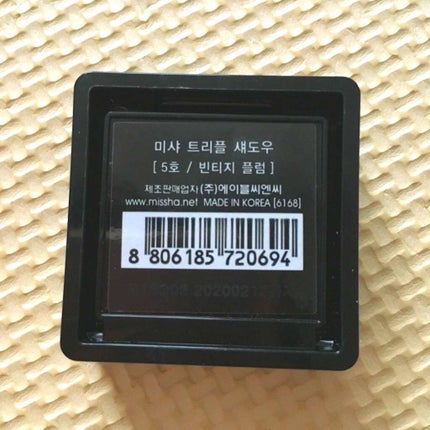 미샤 트리플 섀도우
[ 5호 / 빈티지 플럼 ]
제조판매업자 (주)에이블씨엔씨
www.missha.net MADE IN KOREA [6168]
8 806185 720694